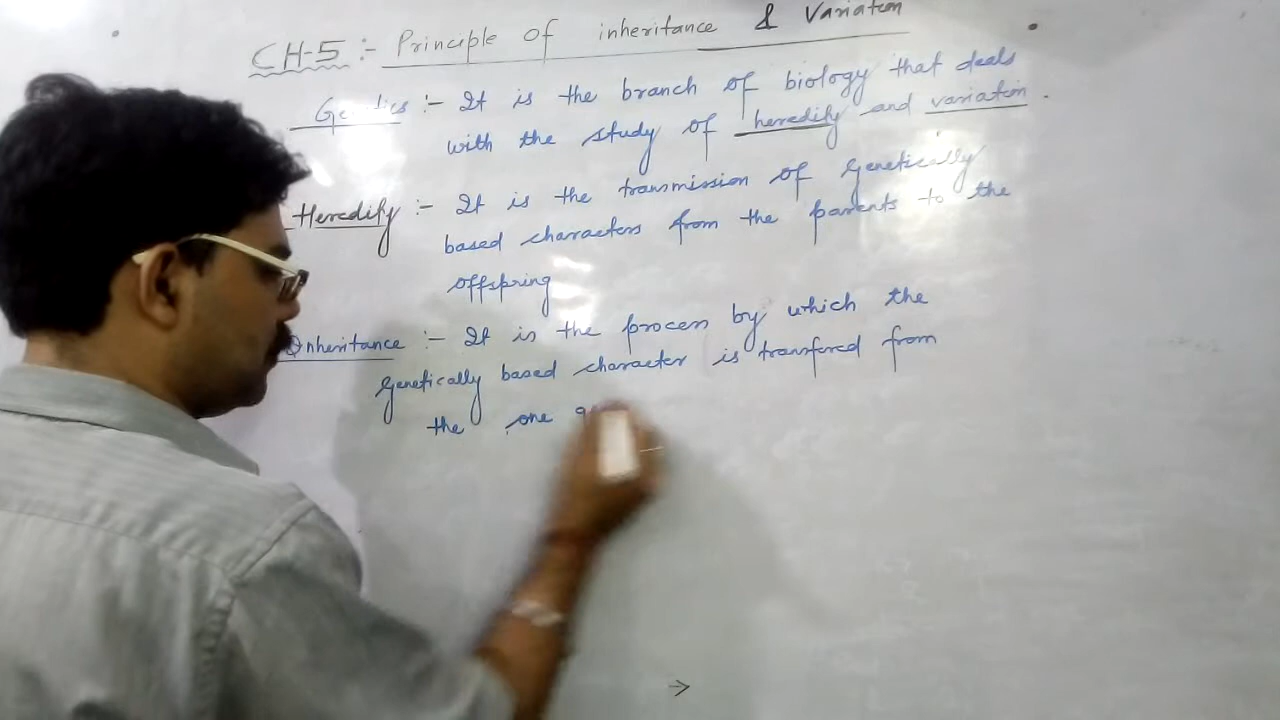 CH-5 :- Principle of inheritance & Variation
:- It is the branch of biology that deals
with the study of heredity and variation .
Heredity :- It is the transmission of Genetically
based characters from the parents to the
offspring
Inheritance :- It is the process by which the
Genetically based character is transfered from
the one
→